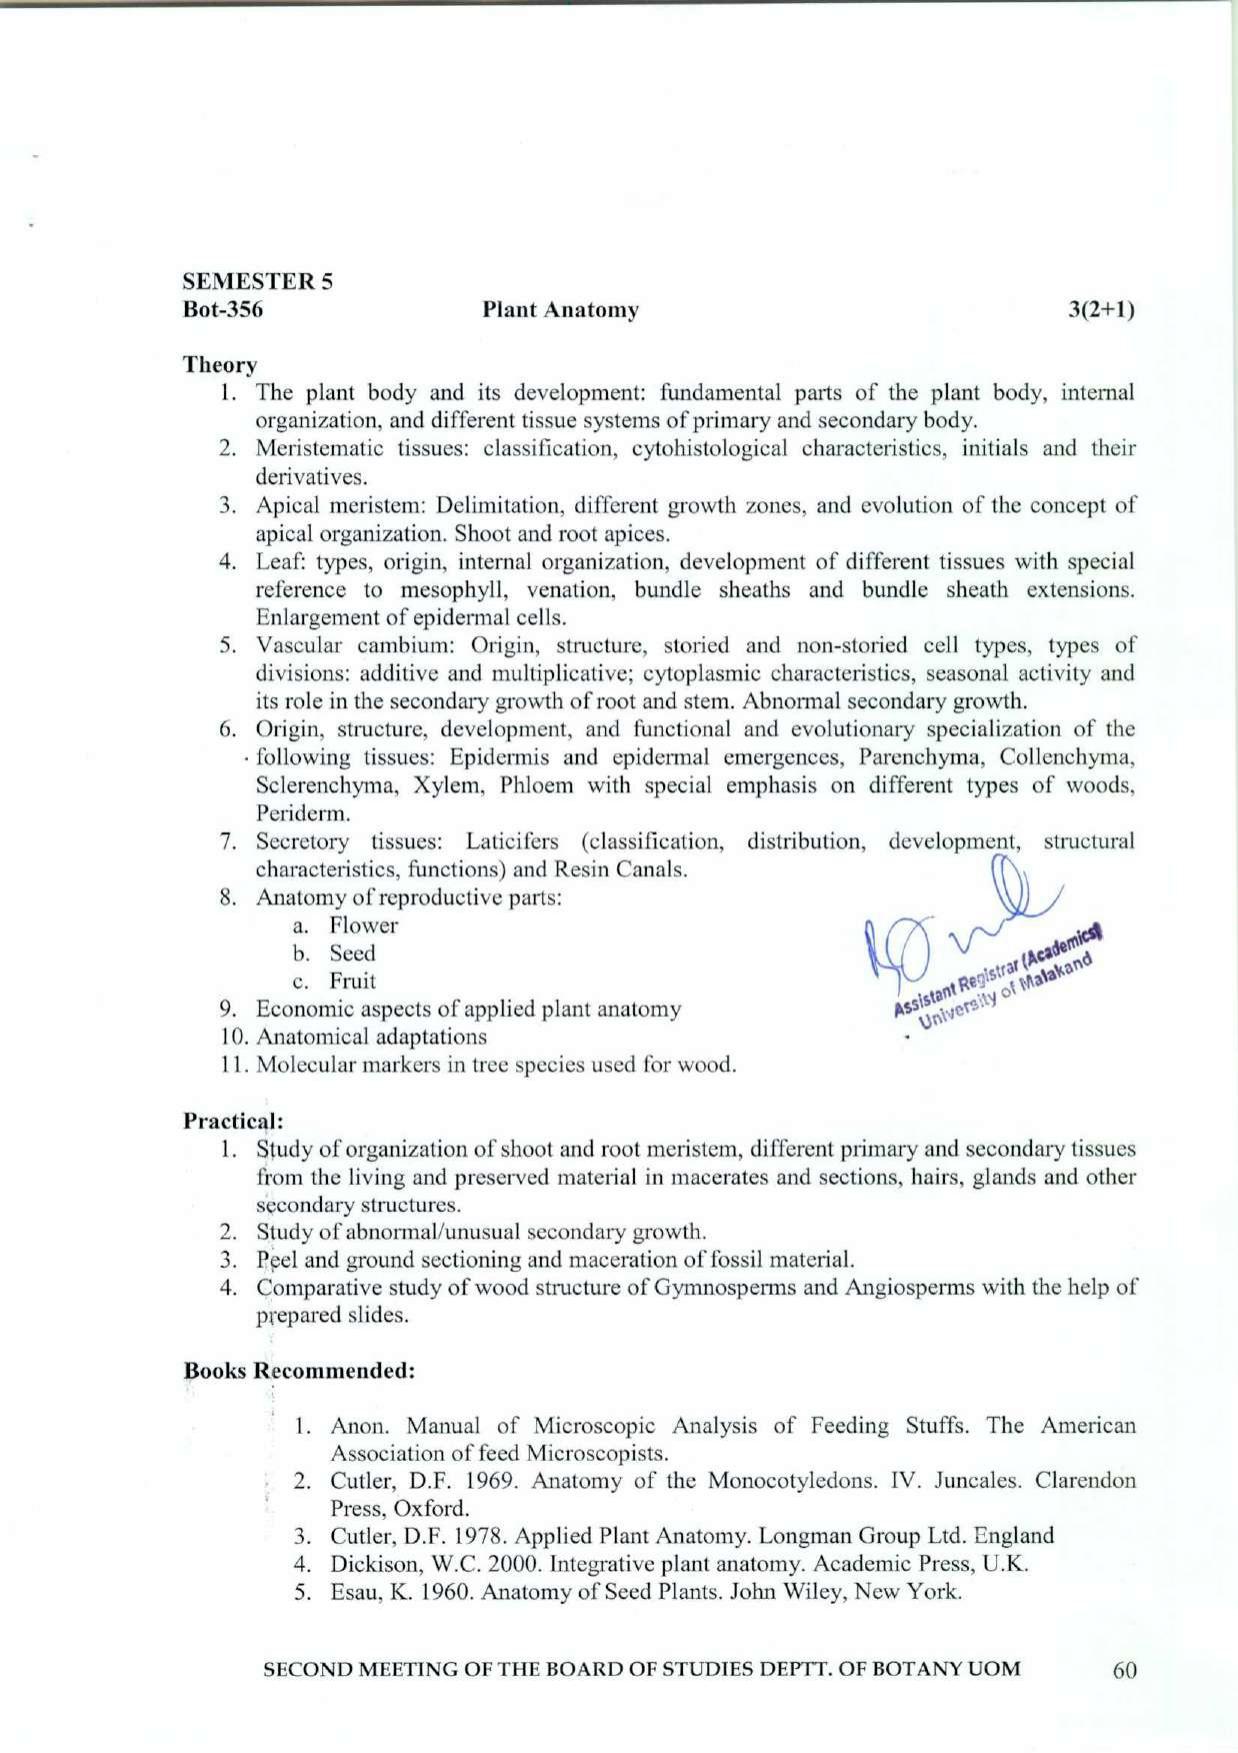 SEMESTER 5
Bot-356 Plant Anatomy 3(2+1)
Theory
1. The plant body and its development: fundamental parts of the plant body, internal
organization, and different tissue systems of primary and secondary body.
2. Meristematic tissues: classification, cytohistological characteristics, initials and their
derivatives.
3. Apical meristem: Delimitation, different growth zones, and evolution of the concept of
apical organization. Shoot and root apices.
4. Leaf: types, origin, internal organization, development of different tissues with special
reference to mesophyll, venation, bundle sheaths and bundle sheath extensions.
Enlargement of epidermal cells.
5. Vascular cambium: Origin, structure, storied and non-storied cell types, types of
divisions: additive and multiplicative; cytoplasmic characteristics, seasonal activity and
its role in the secondary growth of root and stem. Abnormal secondary growth.
6. Origin, structure, development, and functional and evolutionary specialization of the
following tissues: Epidermis and epidermal emergences, Parenchyma, Collenchyma,
Sclerenchyma, Xylem, Phloem with special emphasis on different types of woods,
Periderm.
7. Secretory tissues: Laticifers (classification, distribution, development, structural
characteristics, functions) and Resin Canals.
8. Anatomy of reproductive parts:
a. Flower
b. Seed
c. Fruit
Assistant Registrar (Academics)
University of Malakand
9. Economic aspects of applied plant anatomy
10. Anatomical adaptations
11. Molecular markers in tree species used for wood.
Practical:
1. Study of organization of shoot and root meristem, different primary and secondary tissues
from the living and preserved material in macerates and sections, hairs, glands and other
secondary structures.
2. Study of abnormal/unusual secondary growth.
3. Peel and ground sectioning and maceration of fossil material.
4. Comparative study of wood structure of Gymnosperms and Angiosperms with the help of
prepared slides.
Books Recommended:
1. Anon. Manual of Microscopic Analysis of Feeding Stuffs. The American
Association of feed Microscopists.
2. Cutler, D.F. 1969. Anatomy of the Monocotyledons. IV. Juncales. Clarendon
Press, Oxford.
3. Cutler, D.F. 1978. Applied Plant Anatomy. Longman Group Ltd. England
4. Dickison, W.C. 2000. Integrative plant anatomy. Academic Press, U.K.
5. Esau, K. 1960. Anatomy of Seed Plants. John Wiley, New York.
SECOND MEETING OF THE BOARD OF STUDIES DEPTT. OF BOTANY UOM 60